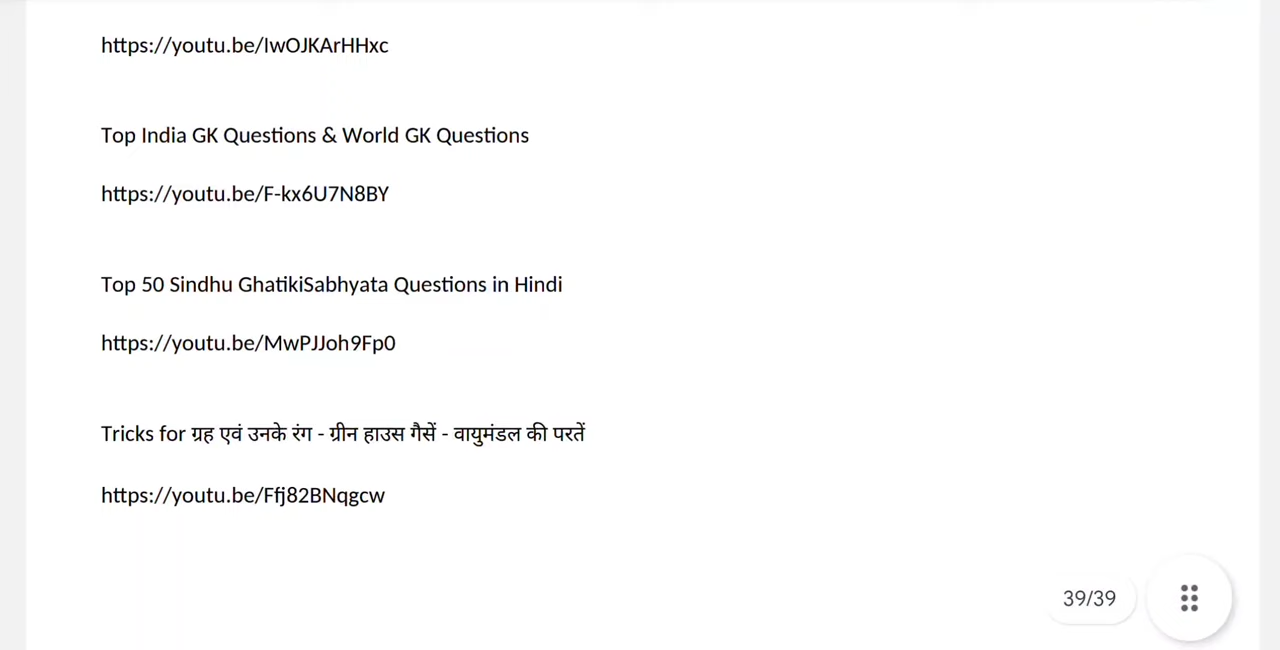 https://youtu.be/IwOJKArHHxc
Top India GK Questions & World GK Questions
https://youtu.be/F-kx6U7N8BY
Top 50 Sindhu GhatikiSabhyata Questions in Hindi
https://youtu.be/MwPJJoh9Fp0
Tricks for ग्रह एवं उनके रंग - ग्रीन हाउस गैसें - वायुमंडल की परतें
https://youtu.be/Ffj82BNqgcw
39/39